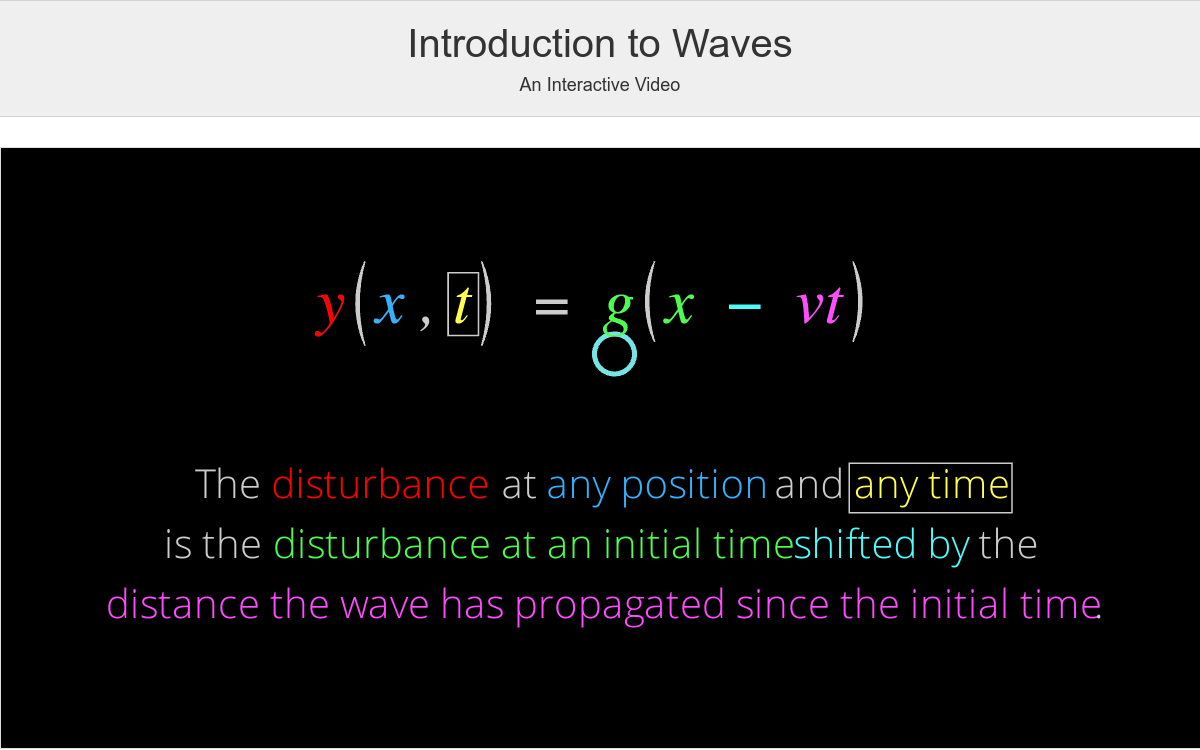 Introduction to Waves
An Interactive Video
y(x, t) = g(x − vt)
The disturbance at any position and any time
is the disturbance at an initial timeshifted by the
distance the wave has propagated since the initial time.